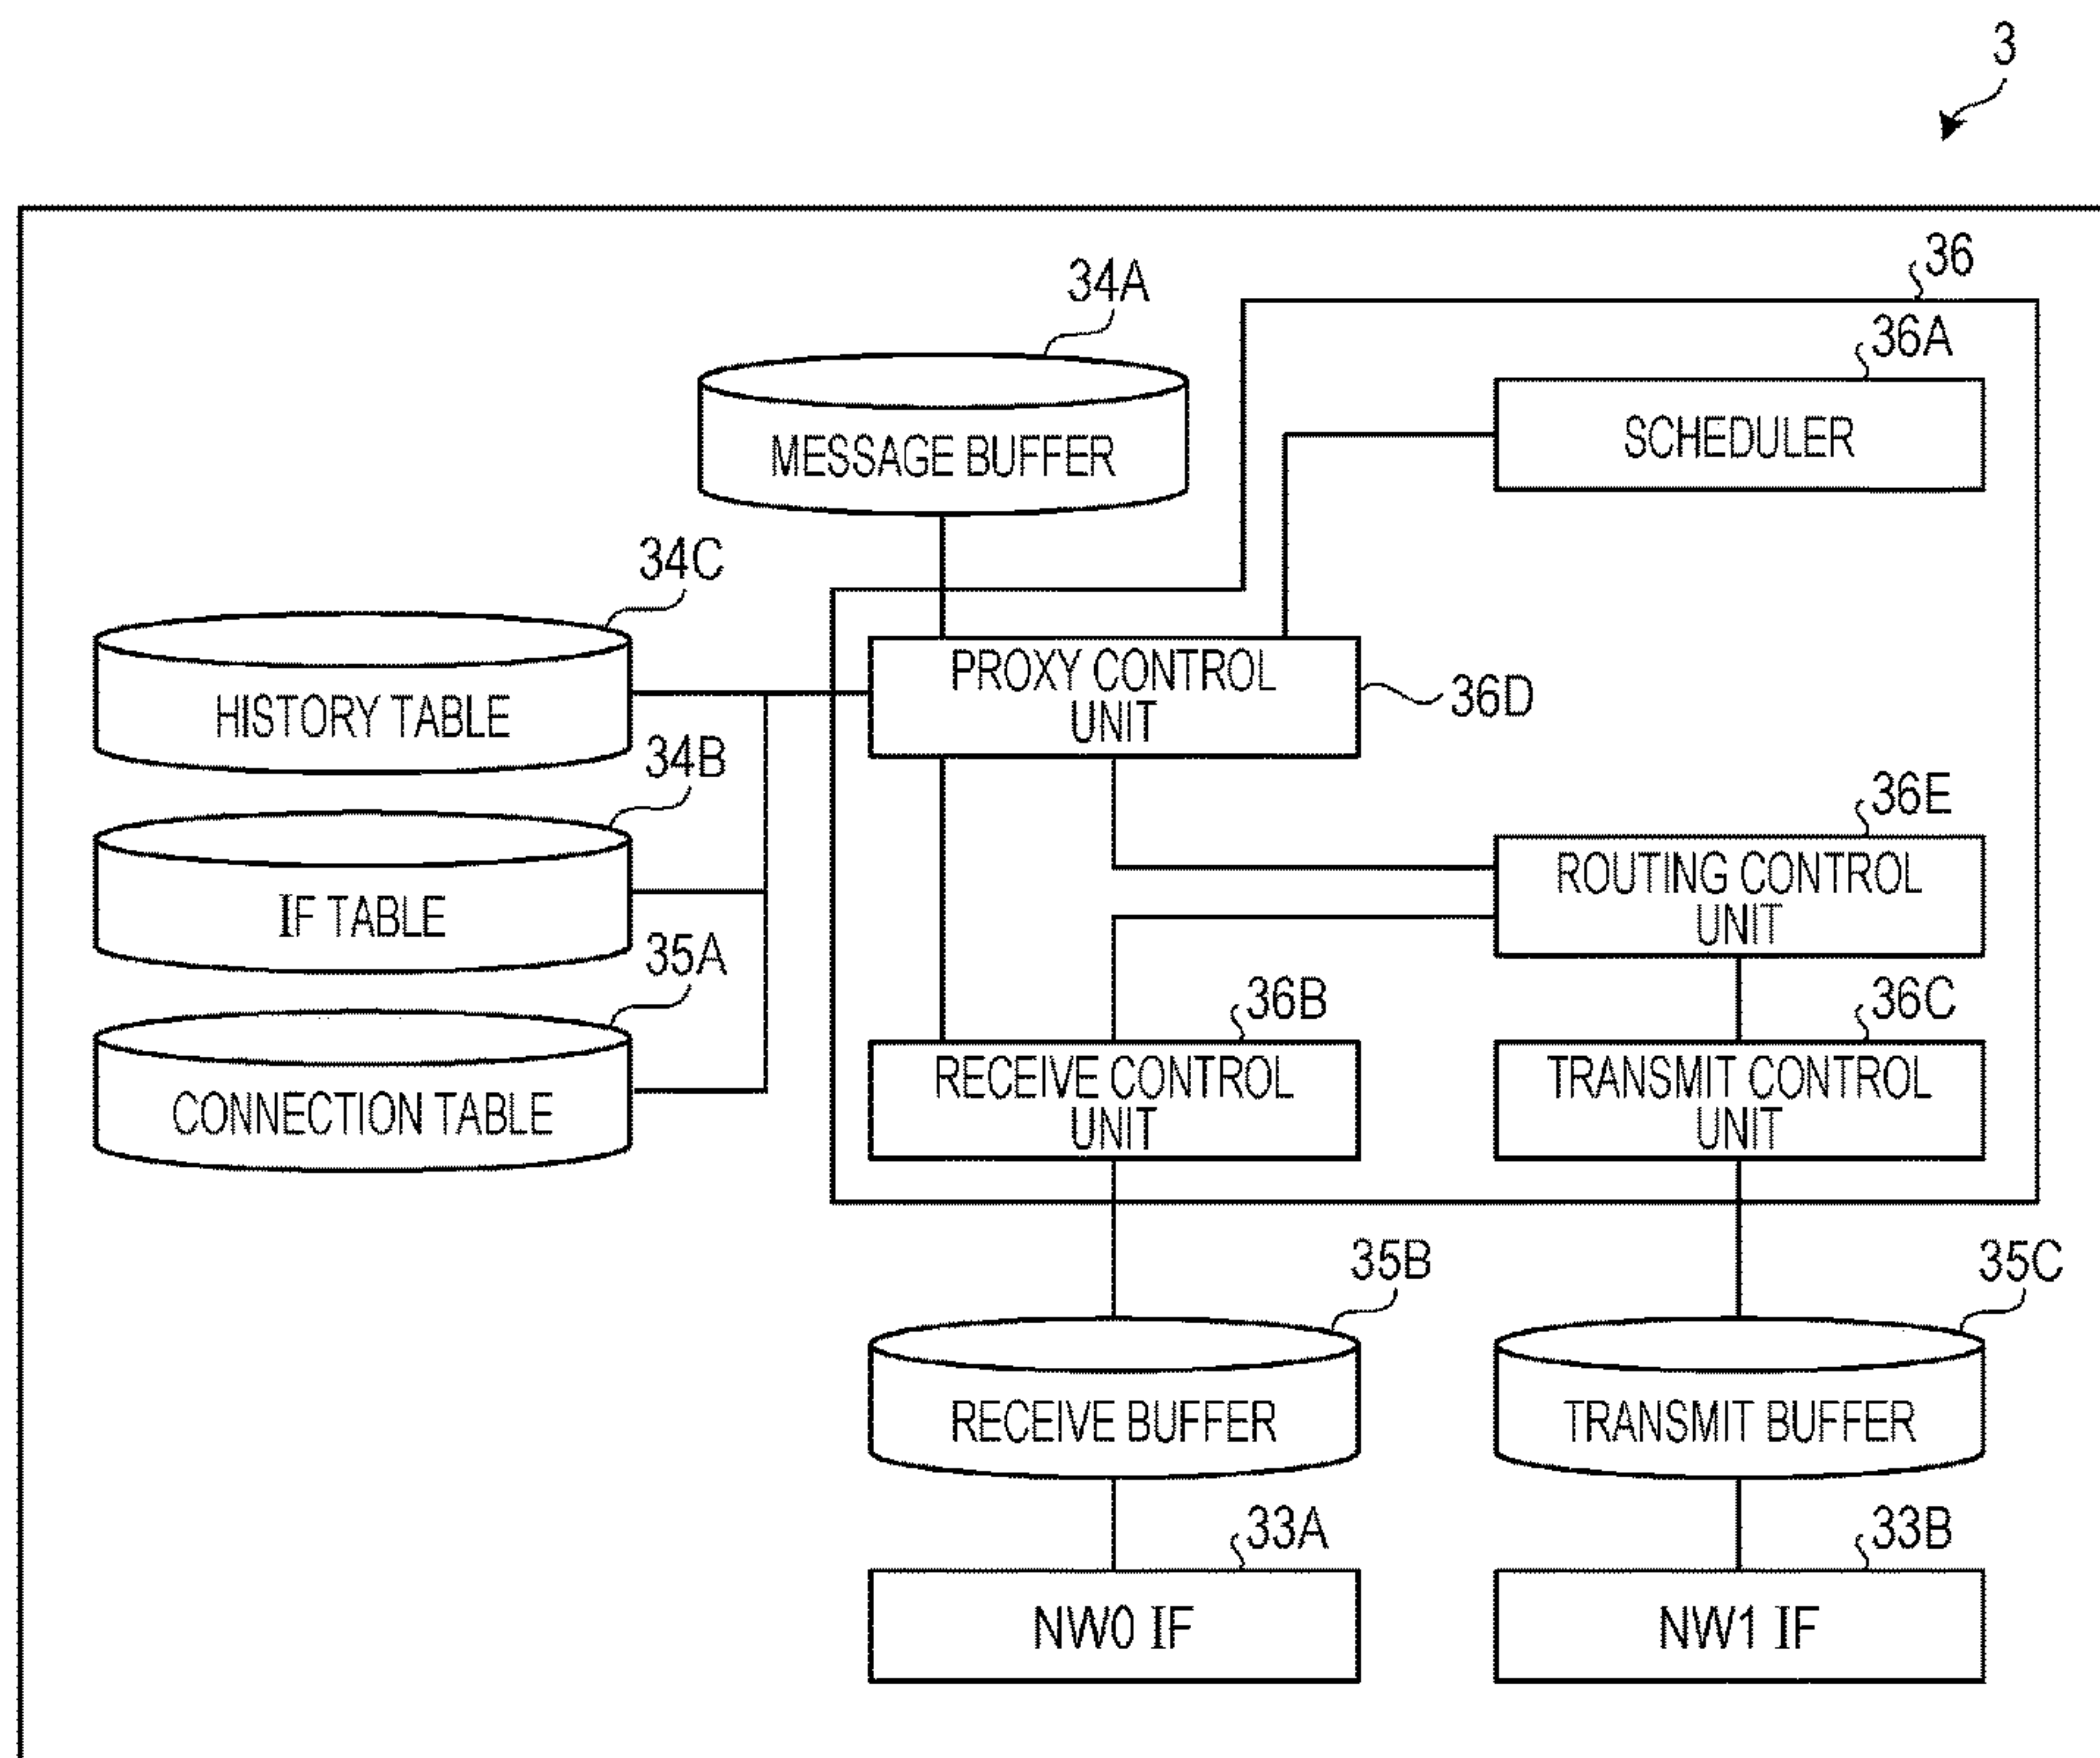 3
36
34A
36A
SCHEDULER
MESSAGE BUFFER
34C
HISTORY TABLE
PROXY CONTROL
UNIT
36D
34B
IF TABLE
36E
ROUTING CONTROL
UNIT
35A
CONNECTION TABLE
36B
RECEIVE CONTROL
UNIT
36C
TRANSMIT CONTROL
UNIT
35B
RECEIVE BUFFER
35C
TRANSMIT BUFFER
33A
NW0 IF
33B
NW1 IF